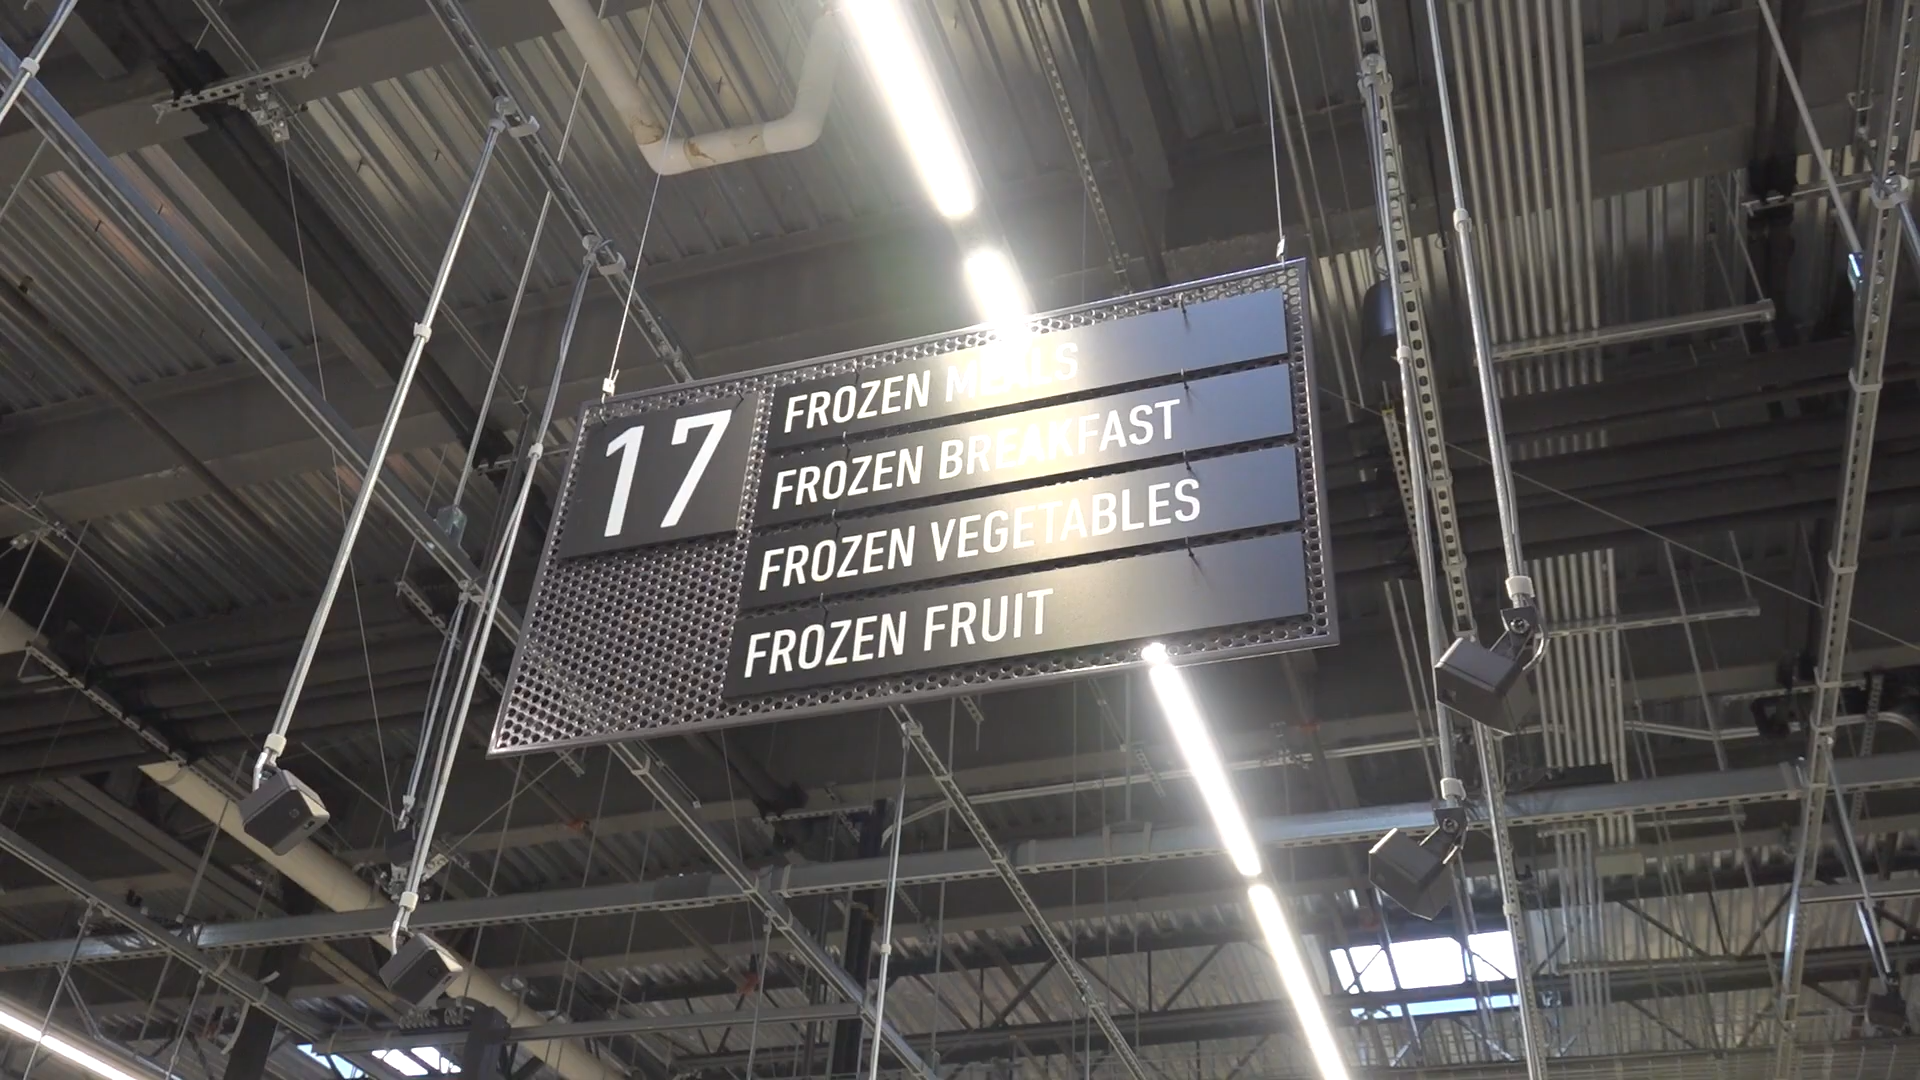 17
FROZEN MEALS
FROZEN BREAKFAST
FROZEN VEGETABLES
FROZEN FRUIT